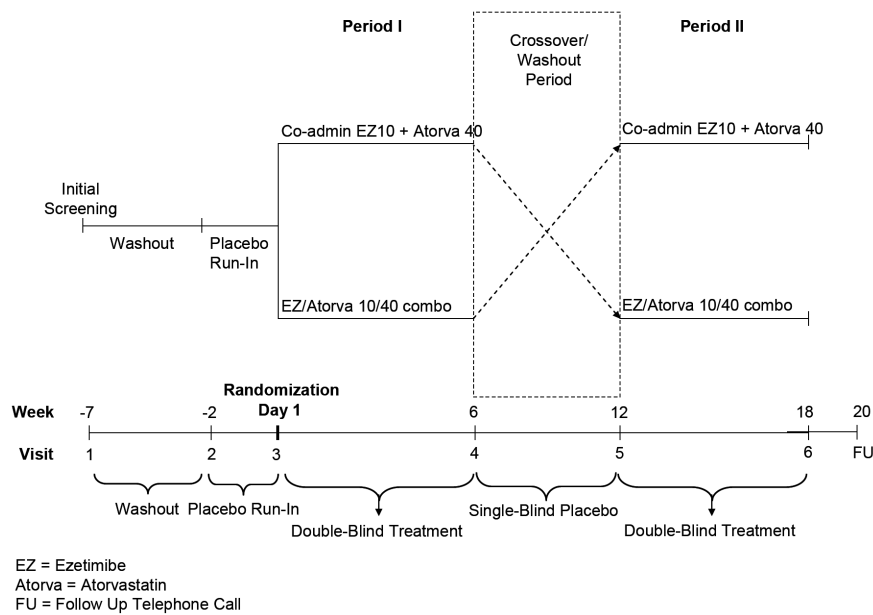 Period I
Period II
Crossover/
Washout
Period
Co-admin EZ10 + Atorva 40
Co-admin EZ10 + Atorva 40
Initial
Screening
Washout
Placebo
Run-In
EZ/Atorva 10/40 combo
EZ/Atorva 10/40 combo
Randomization
Day 1
Week -7 -2 6 12 18 20
Visit 1 2 3 4 5 6 FU
Washout Placebo Run-In
Single-Blind Placebo
Double-Blind Treatment
Double-Blind Treatment
EZ = Ezetimibe
Atorva = Atorvastatin
FU = Follow Up Telephone Call